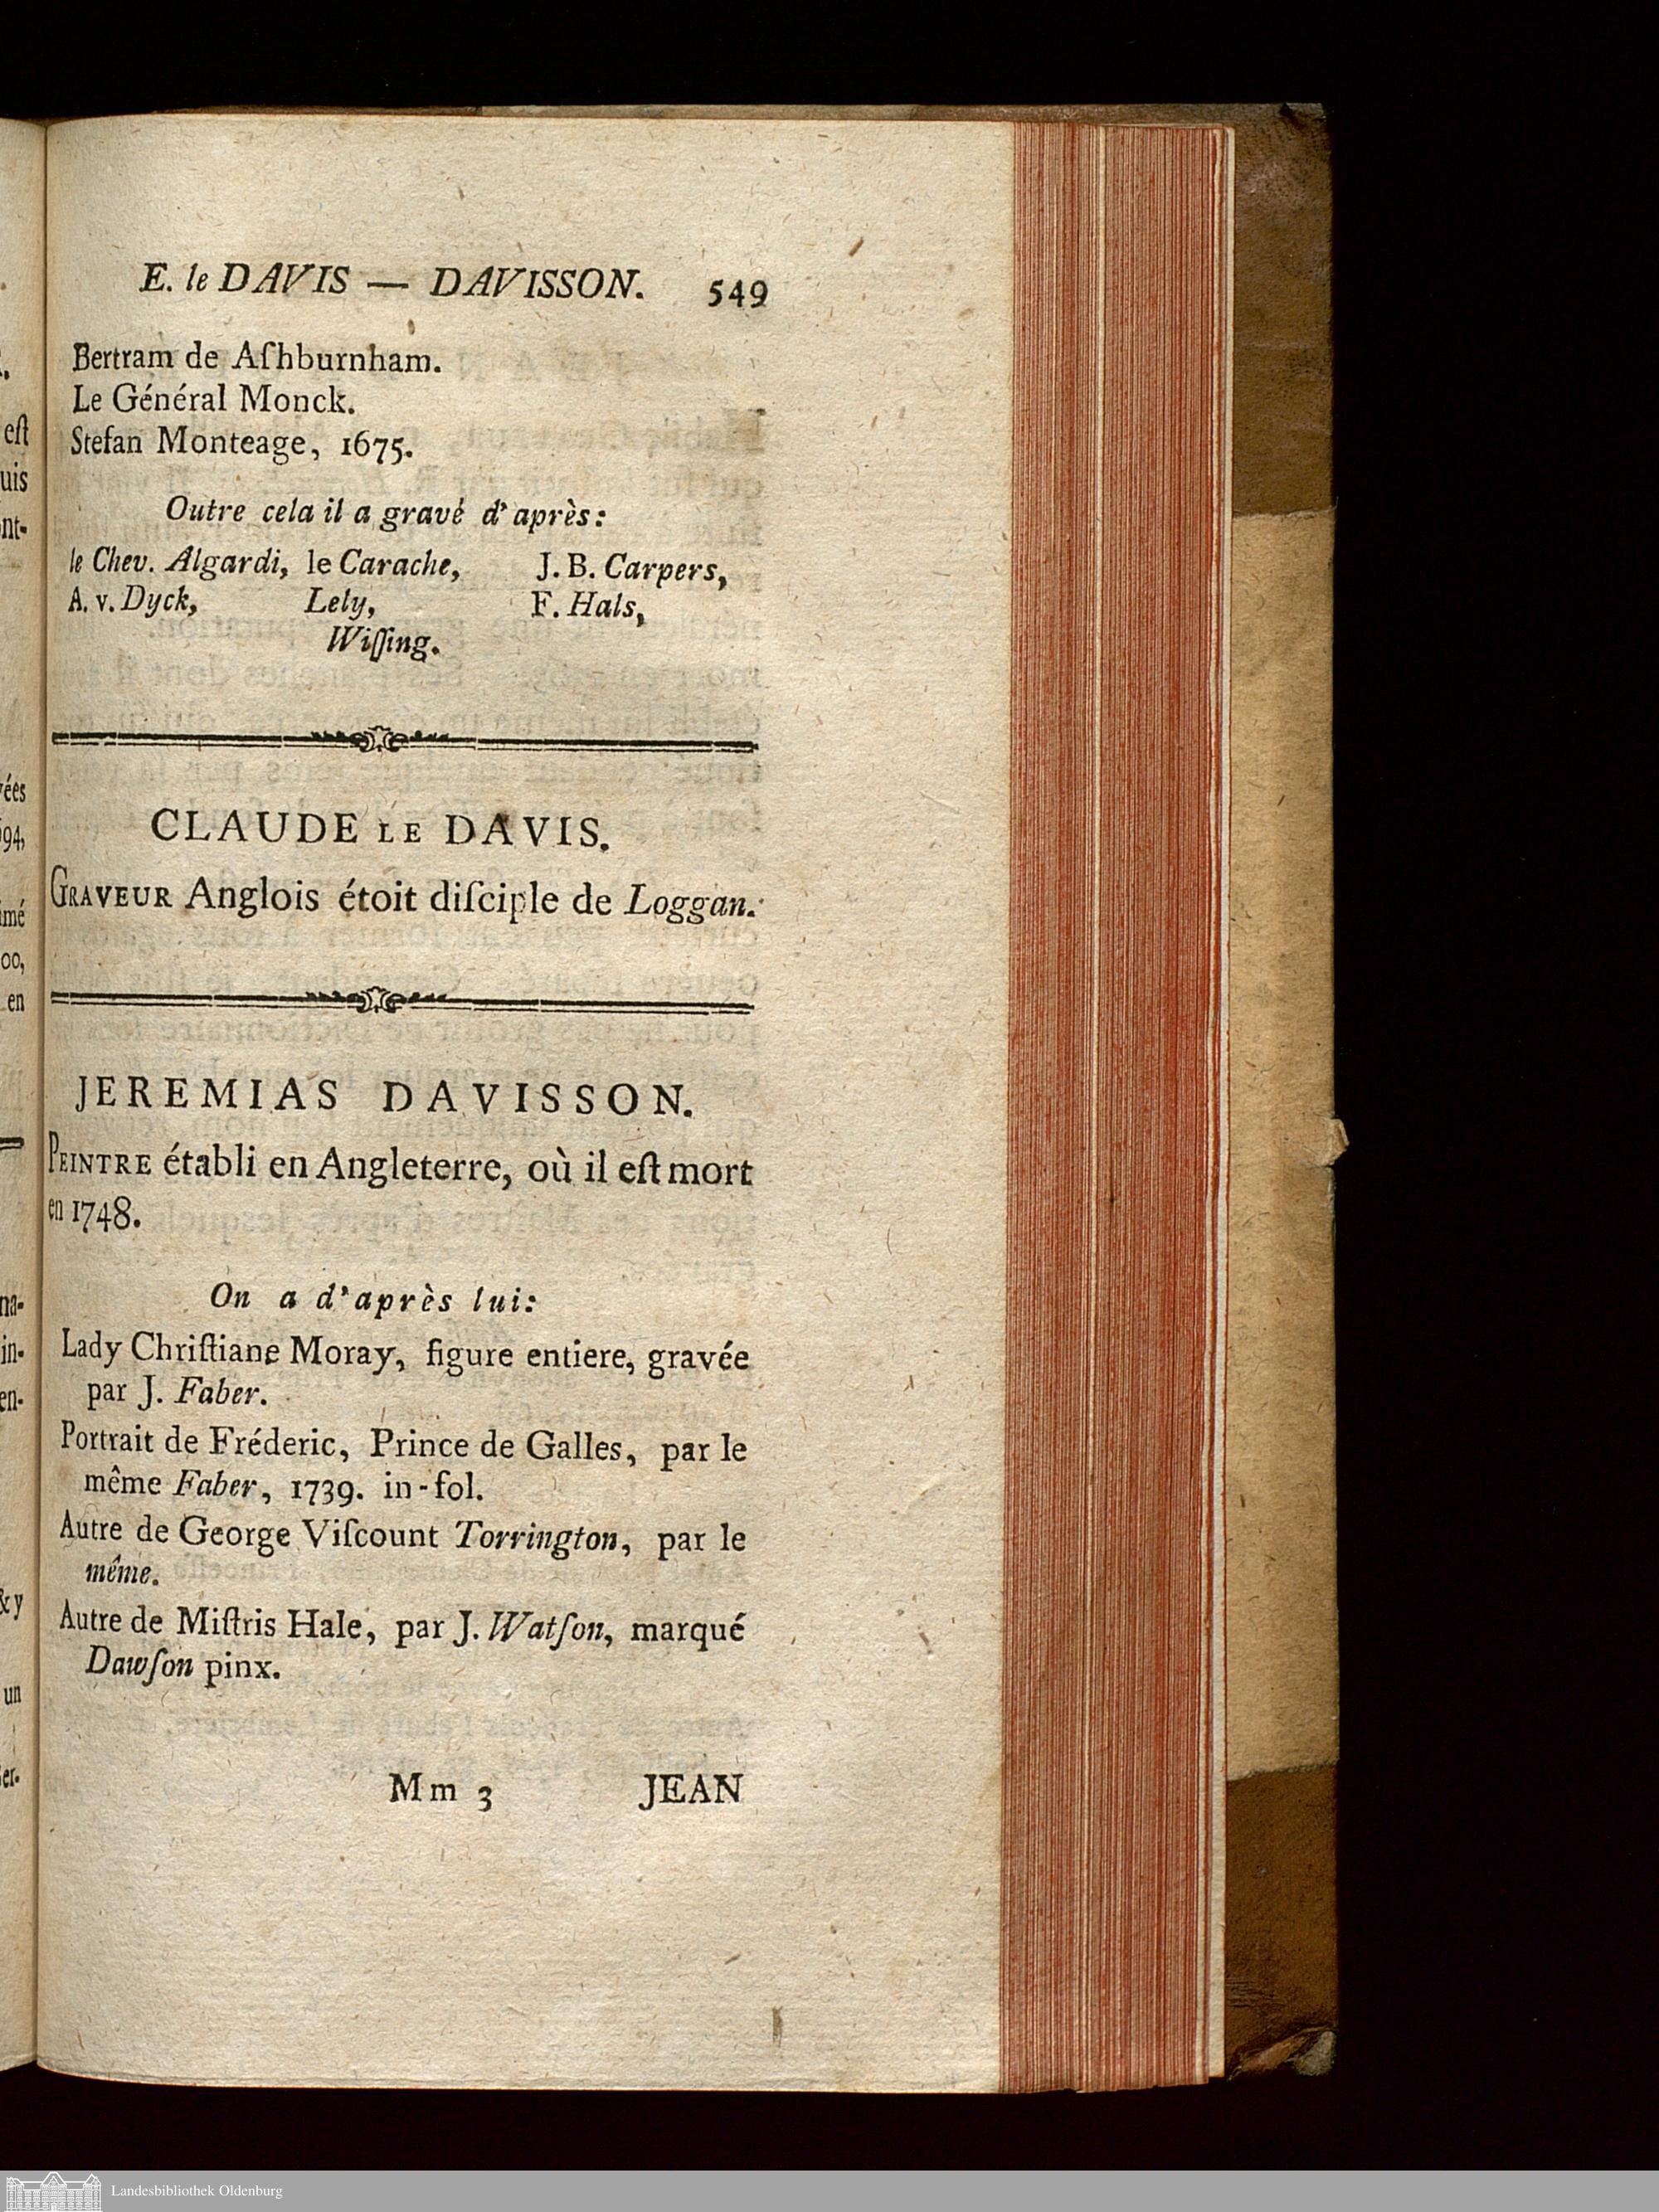 E. le DAVIS — DAVISSON. 549
Bertram de Aſhburnham.
Le Général Monck.
Stefan Monteage, 1675.
Outre cela il a gravé d'après:
le Chev. Algardi, le Carache, J. B. Carpers,
A. v. Dyck, Lely, F. Hals,
Wiſſing.
CLAUDE LE DAVIS.
GRAVEUR Anglois étoit diſciple de Loggan.
JEREMIAS DAVISSON.
PEINTRE établi en Angleterre, où il eſt mort
en 1748.
On a d'après lui:
Lady Chriſtiane Moray, figure entiere, gravée
par J. Faber.
Portrait de Fréderic, Prince de Galles, par le
même Faber, 1739. in-fol.
Autre de George Viſcount Torrington, par le
même.
Autre de Miſtris Hale, par J. Watſon, marqué
Dawſon pinx.
Mm 3 JEAN
Landesbibliothek Oldenburg